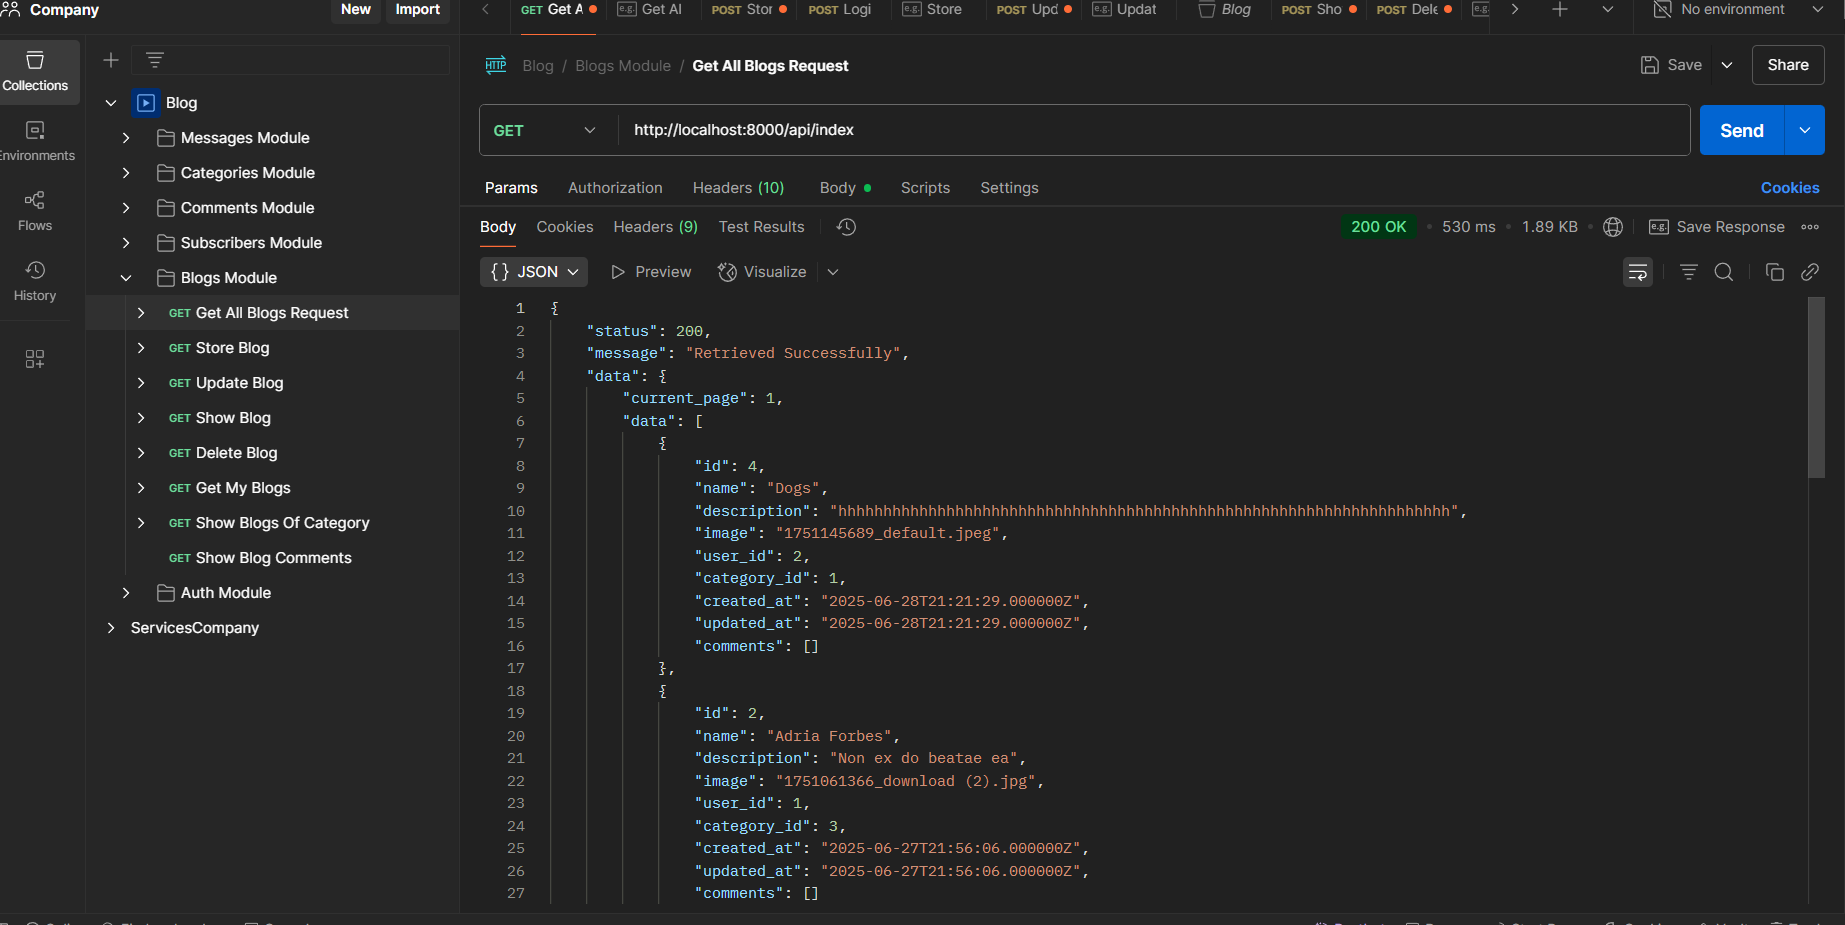 Company
New
Import
GET Get A
e.g. Get Al
POST Stor
POST Logi
e.g. Store
POST Upd
e.g. Updat
Blog
POST Sho
POST Dele
e.g.
No environment
Collections
Environments
Flows
History
Blog
Messages Module
Categories Module
Comments Module
Subscribers Module
Blogs Module
GET Get All Blogs Request
GET Store Blog
GET Update Blog
GET Show Blog
GET Delete Blog
GET Get My Blogs
GET Show Blogs Of Category
GET Show Blog Comments
Auth Module
ServicesCompany
HTTP Blog / Blogs Module / Get All Blogs Request
Save
Share
GET
http://localhost:8000/api/index
Send
Params Authorization Headers (10) Body Scripts Settings
Cookies
Body Cookies Headers (9) Test Results
200 OK • 530 ms • 1.89 KB • e.g. Save Response
{} JSON Preview Visualize
1 {
2 "status": 200,
3 "message": "Retrieved Successfully",
4 "data": {
5 "current_page": 1,
6 "data": [
7 {
8 "id": 4,
9 "name": "Dogs",
10 "description": "hhhhhhhhhhhhhhhhhhhhhhhhhhhhhhhhhhhhhhhhhhhhhhhhhhhhhhhhhhhhhhhhhhhh",
11 "image": "1751145689_default.jpeg",
12 "user_id": 2,
13 "category_id": 1,
14 "created_at": "2025-06-28T21:21:29.000000Z",
15 "updated_at": "2025-06-28T21:21:29.000000Z",
16 "comments": []
17 },
18 {
19 "id": 2,
20 "name": "Adria Forbes",
21 "description": "Non ex do beatae ea",
22 "image": "1751061366_download (2).jpg",
23 "user_id": 1,
24 "category_id": 3,
25 "created_at": "2025-06-27T21:56:06.000000Z",
26 "updated_at": "2025-06-27T21:56:06.000000Z",
27 "comments": []